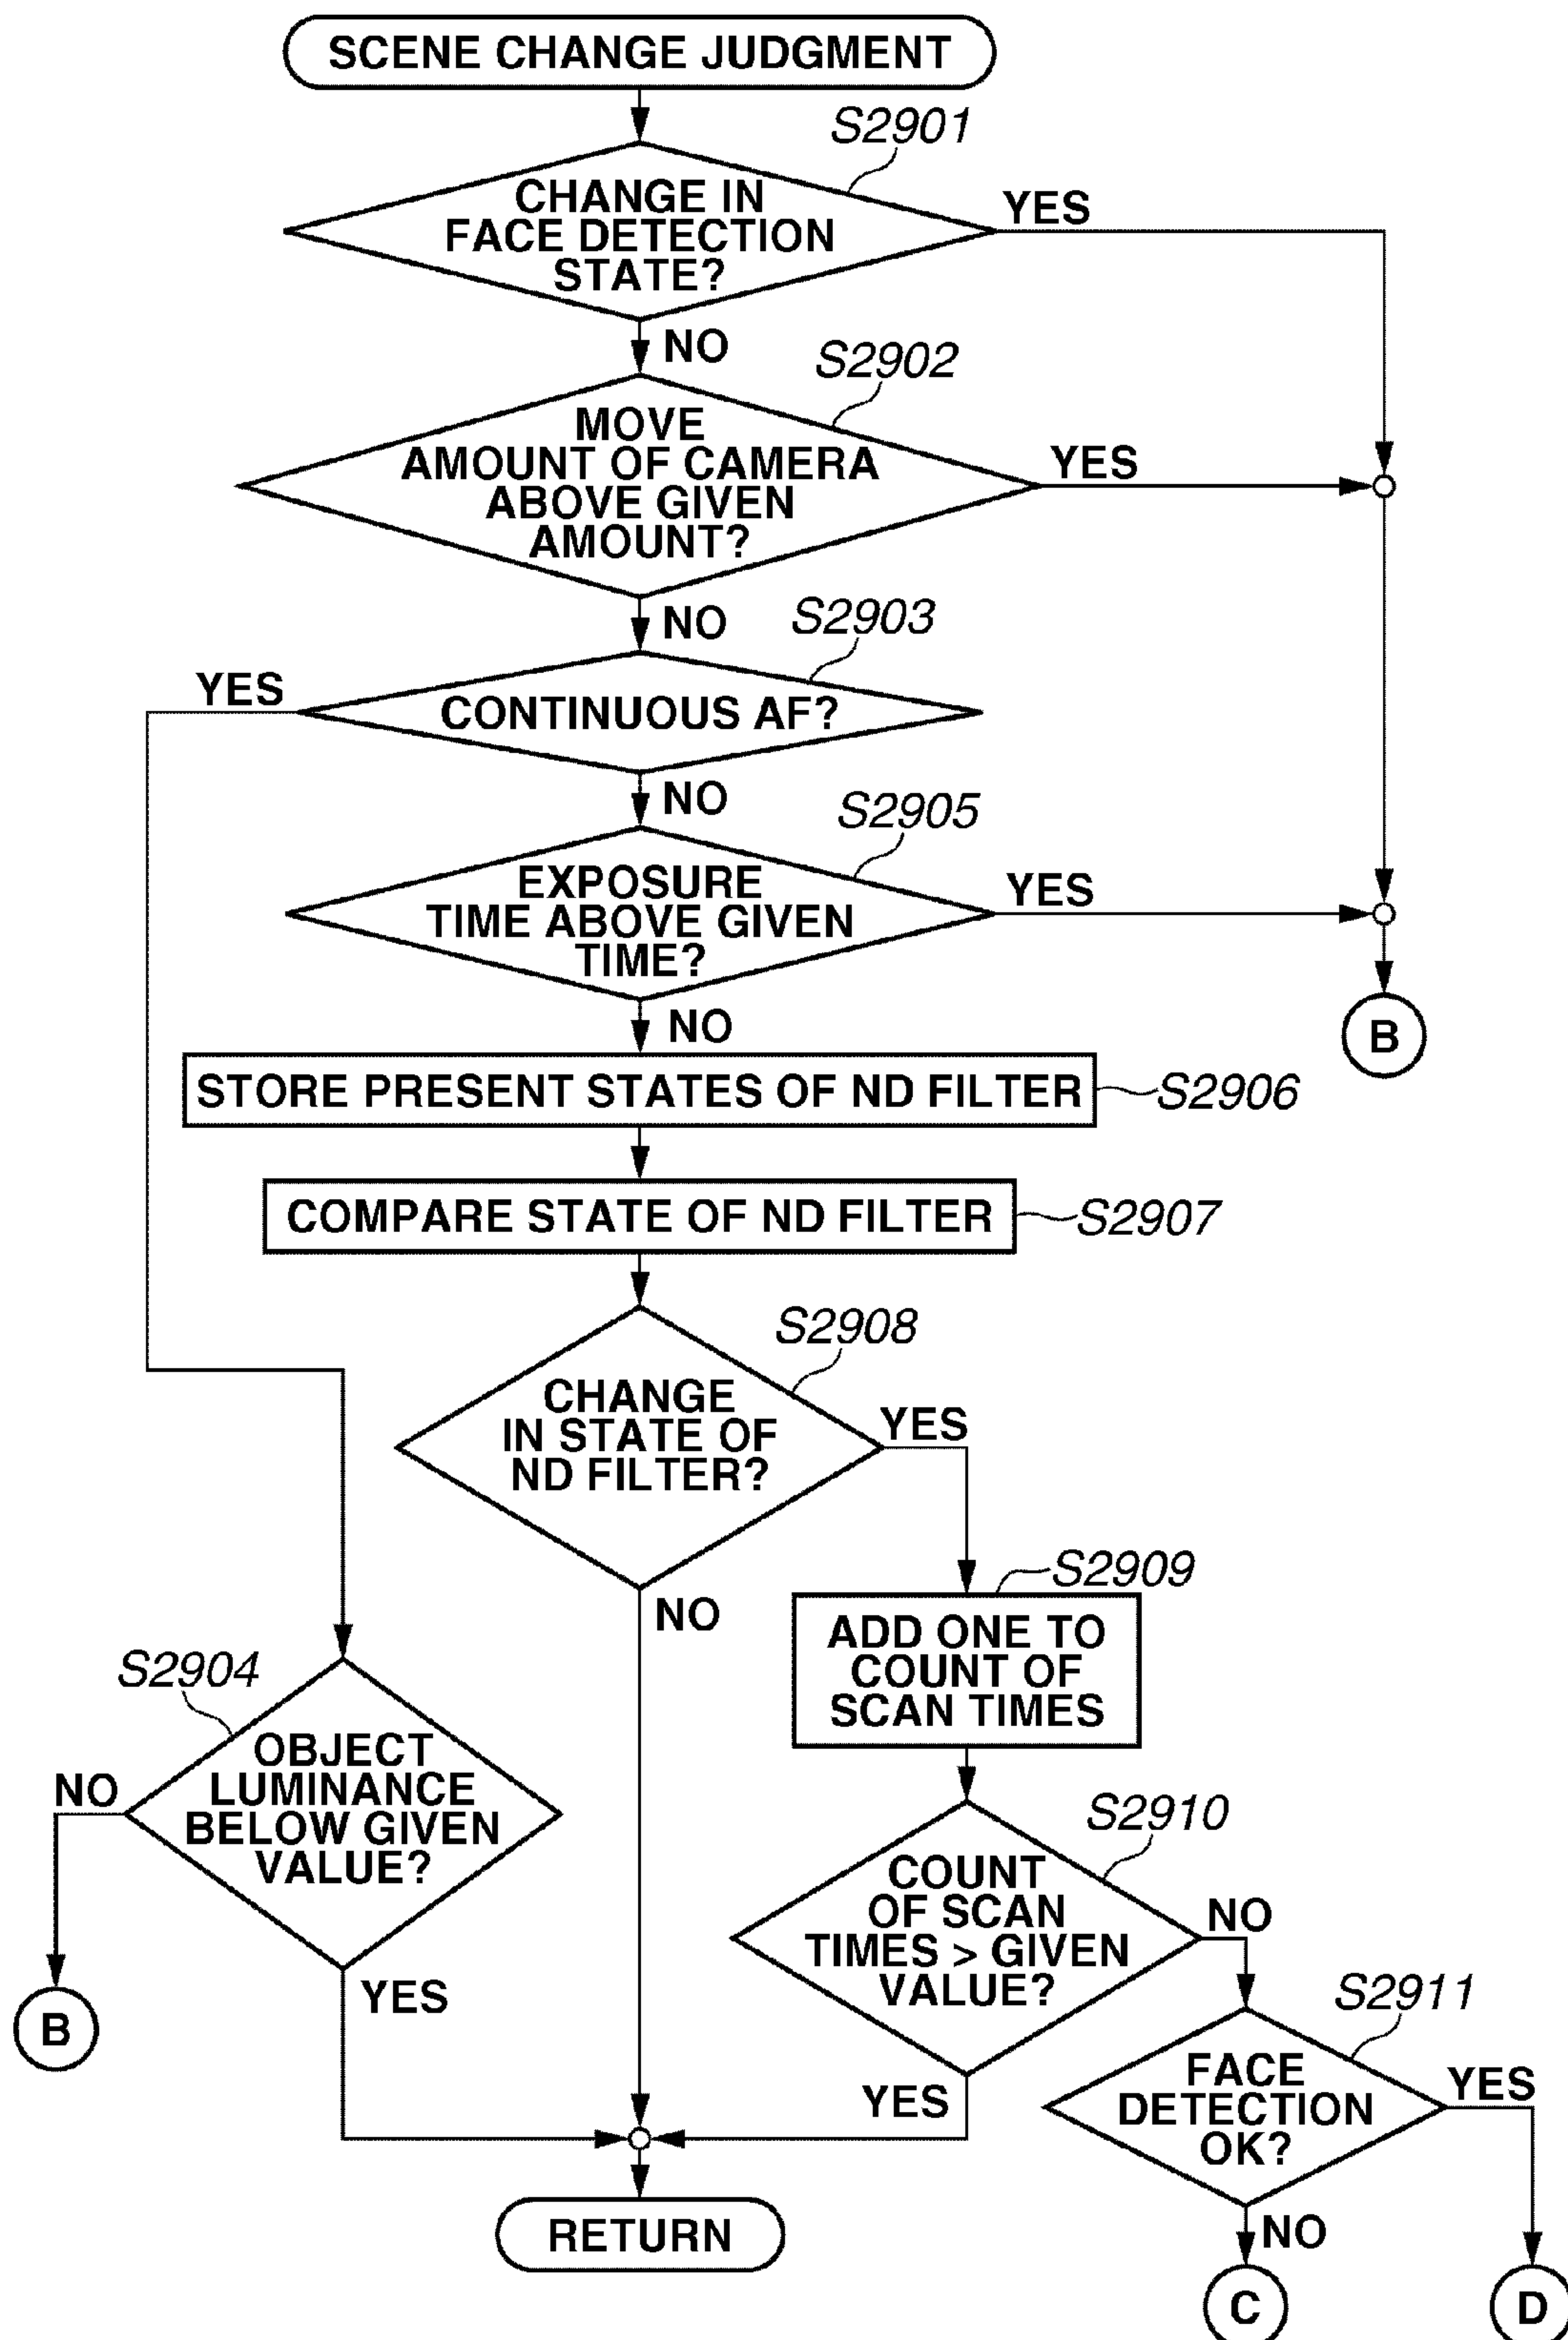 SCENE CHANGE JUDGMENT
S2901
CHANGE IN
FACE DETECTION
STATE?
YES
NO
S2902
MOVE
AMOUNT OF CAMERA
ABOVE GIVEN
AMOUNT?
YES
NO
S2903
YES
CONTINUOUS AF?
NO
S2905
EXPOSURE
TIME ABOVE GIVEN
TIME?
YES
NO
B
STORE PRESENT STATES OF ND FILTER
S2906
COMPARE STATE OF ND FILTER
S2907
S2908
CHANGE
IN STATE OF
ND FILTER?
YES
NO
S2909
ADD ONE TO
COUNT OF
SCAN TIMES
S2904
OBJECT
LUMINANCE
BELOW GIVEN
VALUE?
NO
YES
B
S2910
COUNT
OF SCAN
TIMES > GIVEN
VALUE?
NO
YES
S2911
FACE
DETECTION
OK?
YES
NO
RETURN
C
D